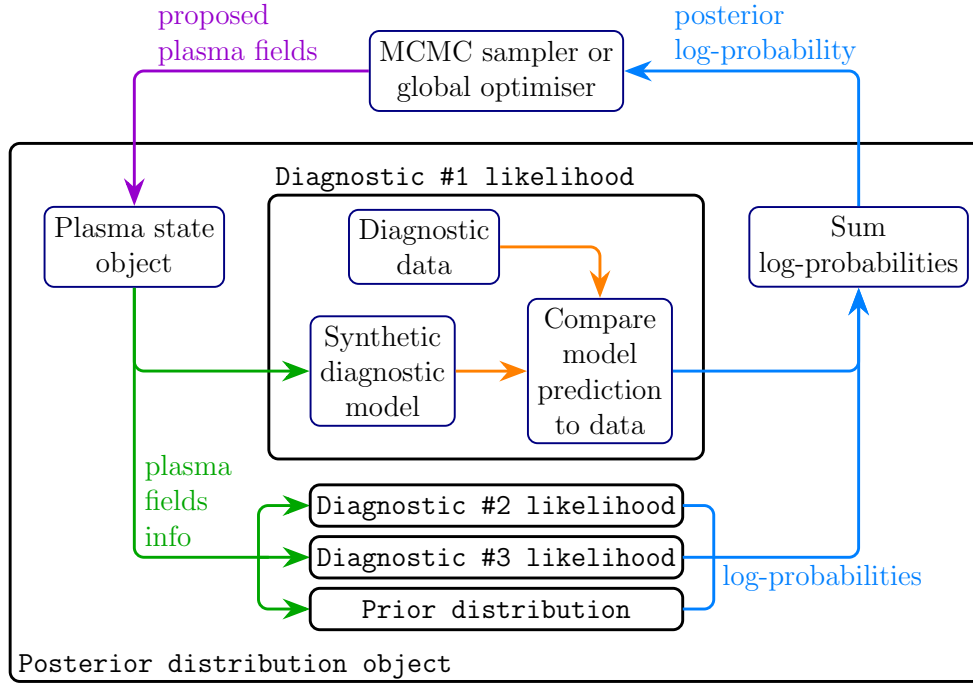 proposed
plasma fields
MCMC sampler or
global optimiser
posterior
log-probability
Diagnostic #1 likelihood
Plasma state
object
Diagnostic
data
Sum
log-probabilities
Synthetic
diagnostic
model
Compare
model
prediction
to data
plasma
fields
info
Diagnostic #2 likelihood
Diagnostic #3 likelihood
Prior distribution
log-probabilities
Posterior distribution object